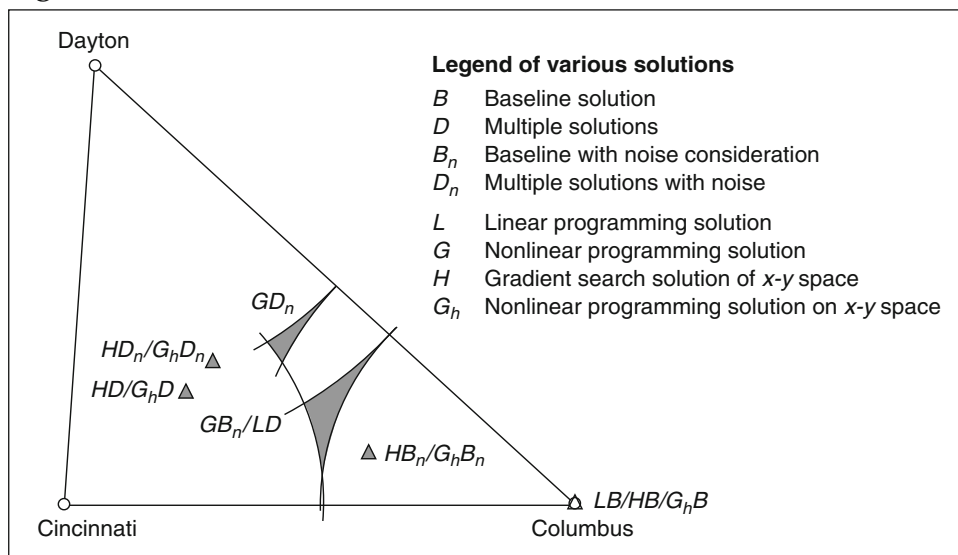 Dayton
Legend of various solutions
B Baseline solution
D Multiple solutions
Bn Baseline with noise consideration
Dn Multiple solutions with noise
L Linear programming solution
G Nonlinear programming solution
H Gradient search solution of x-y space
Gh Nonlinear programming solution on x-y space
GDn
HDn/GhDn
HD/GhD
GBn/LD
HBn/GhBn
LB/HB/GhB
Cincinnati
Columbus